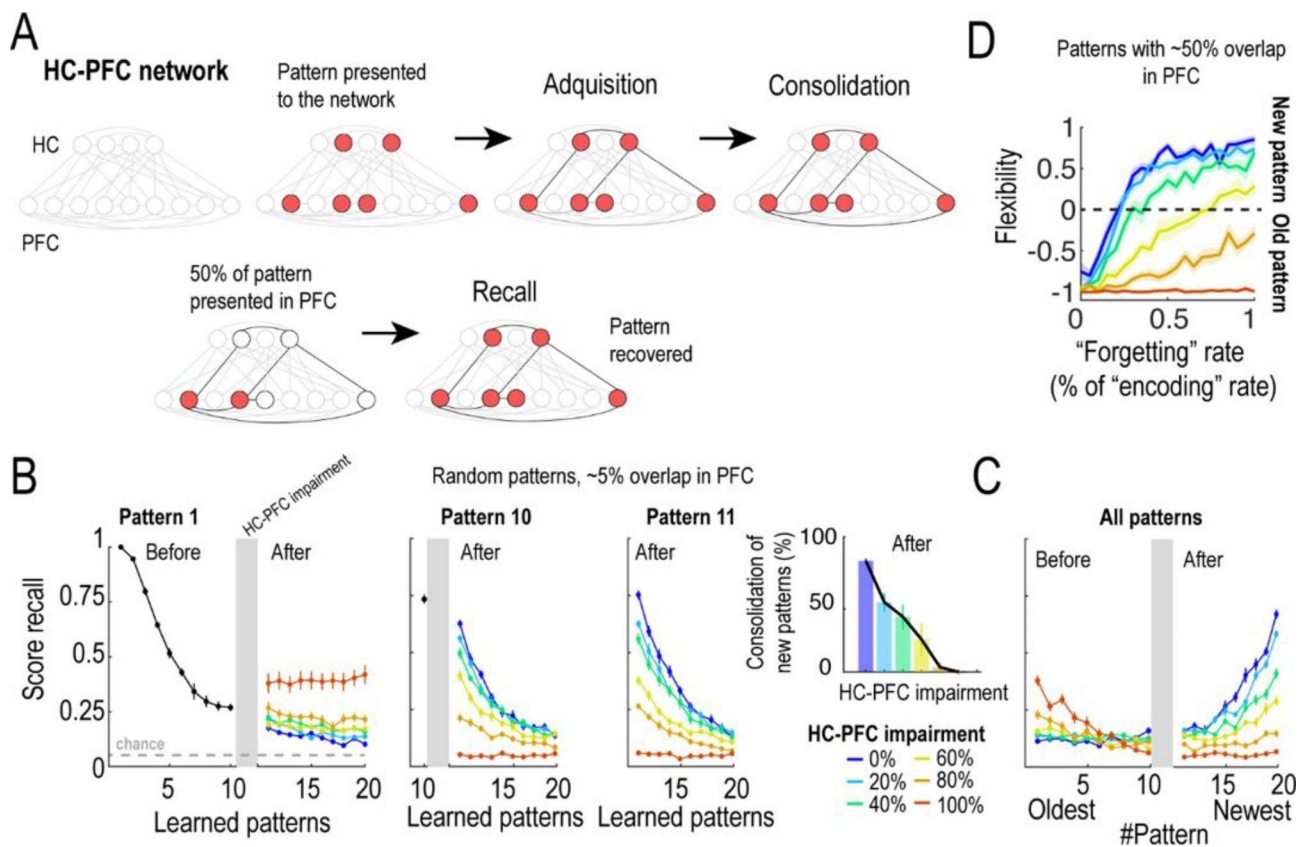 A
HC-PFC network
HC
PFC
Pattern presented
to the network
Adquisition
Consolidation
50% of pattern
presented in PFC
Recall
Pattern
recovered
D
Patterns with ~50% overlap
in PFC
Flexibility
1
0.5
0
-0.5
-1
New pattern
Old pattern
0
0.5
1
"Forgetting" rate
(% of "encoding" rate)
B
HC-PFC impairment
Random patterns, ~5% overlap in PFC
Pattern 1
Before
After
Score recall
1
0.75
0.5
0.25
0
chance
5
10
15
20
Learned patterns
Pattern 10
After
10
15
20
Learned patterns
Pattern 11
After
15
20
Learned patterns
Consolidation of
new patterns (%)
100
50
0
After
HC-PFC impairment
HC-PFC impairment
0%
60%
20%
80%
40%
100%
C
All patterns
Before
After
5
10
15
20
Oldest
Newest
#Pattern